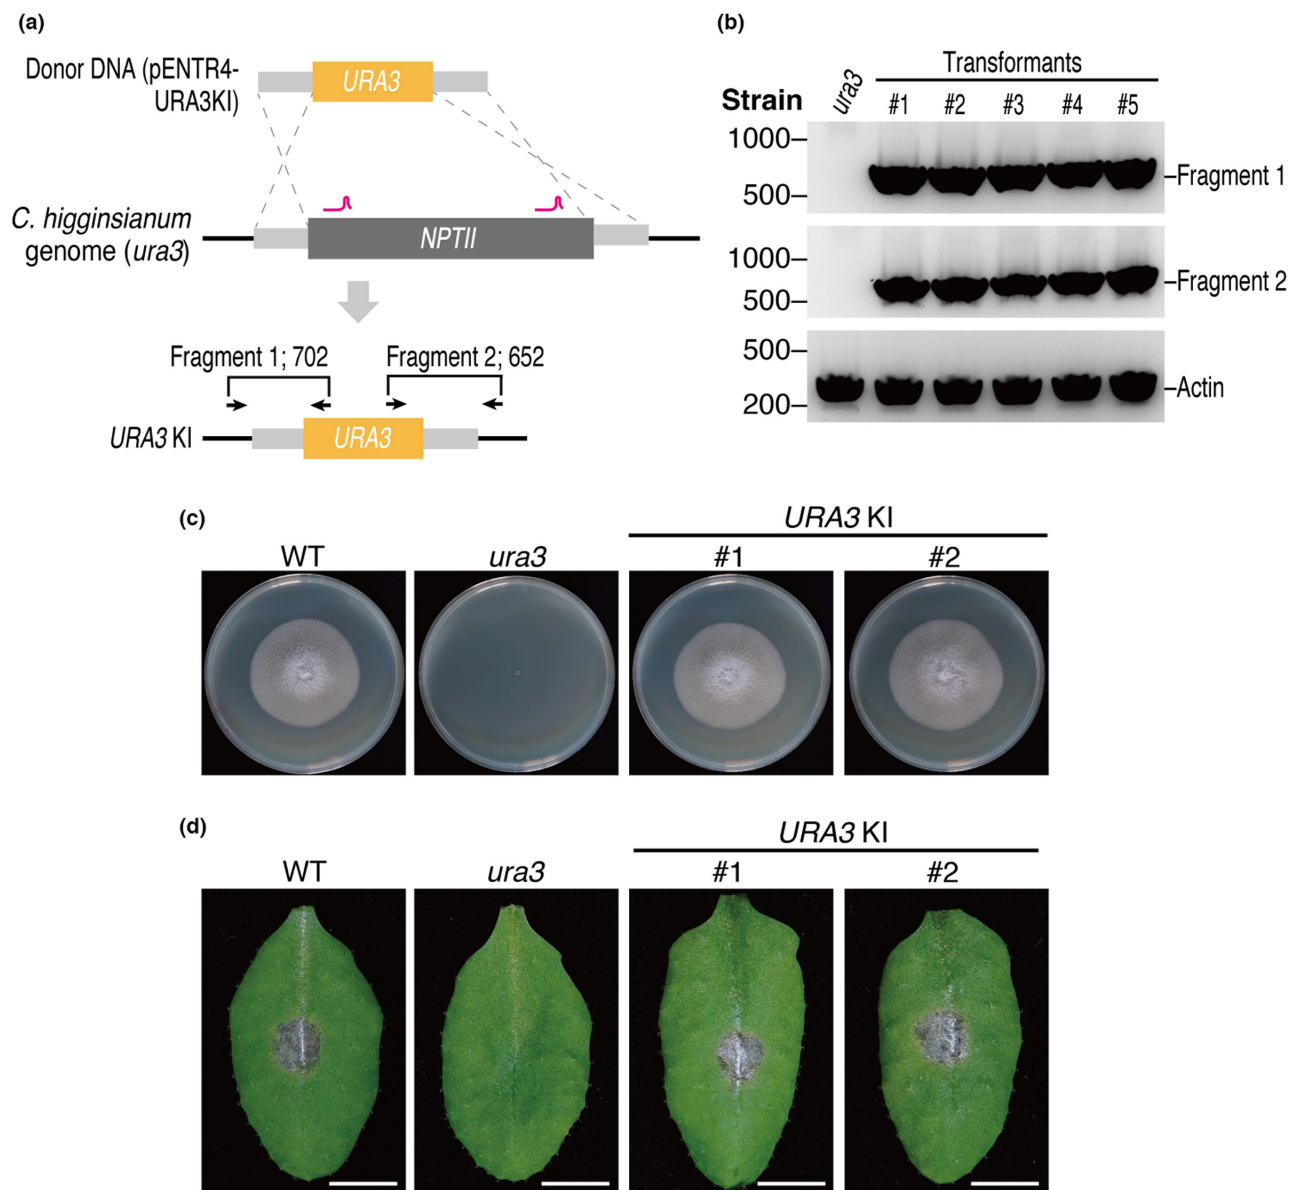 (a)
Donor DNA (pENTR4-
URA3KI)
URA3
C. higginsianum
genome (ura3)
NPTII
Fragment 1; 702
Fragment 2; 652
URA3 KI
URA3
(b)
Transformants
Strain
ura3
#1
#2
#3
#4
#5
1000
500
Fragment 1
1000
500
Fragment 2
500
200
Actin
(c)
URA3 KI
WT
ura3
#1
#2
(d)
URA3 KI
WT
ura3
#1
#2